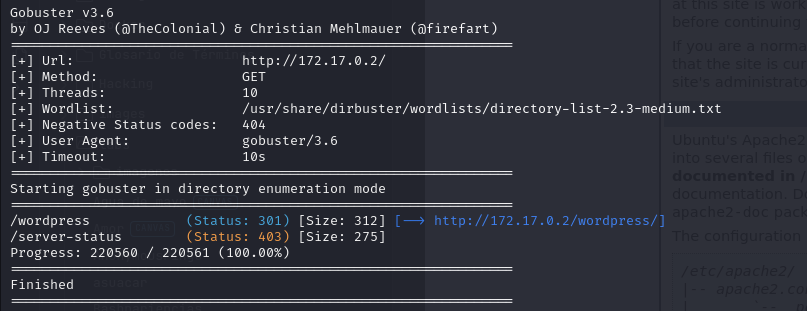 Gobuster v3.6
by OJ Reeves (@TheColonial) & Christian Mehlmauer (@firefart)
[+] Url: http://172.17.0.2/
[+] Method: GET
[+] Threads: 10
[+] Wordlist: /usr/share/dirbuster/wordlists/directory-list-2.3-medium.txt
[+] Negative Status codes: 404
[+] User Agent: gobuster/3.6
[+] Timeout: 10s
Starting gobuster in directory enumeration mode
/wordpress (Status: 301) [Size: 312] [--> http://172.17.0.2/wordpress/]
/server-status (Status: 403) [Size: 275]
Progress: 220560 / 220561 (100.00%)
Finished
at this site is work
before continuing
If you are a norma
that the site is cur
site's administrato
Ubuntu's Apache2
into several files o
documented in /
documentation. Do
apache2-doc pack
The configuration
/etc/apache2/
|-- apache2.co